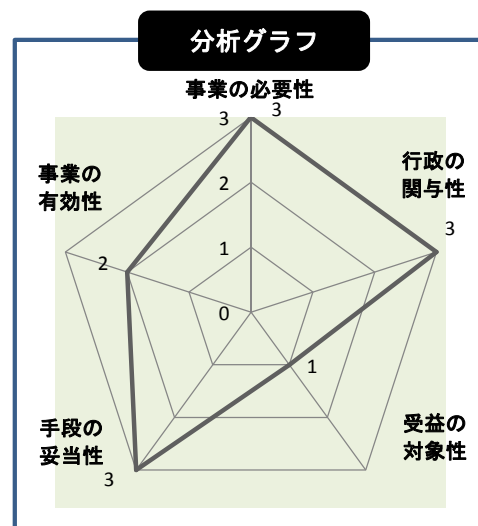 分析グラフ
事業の必要性
3
3
行政の
関与性
3
事業の
有効性
2
2
1
0
1
受益の
対象性
手段の
妥当性
3